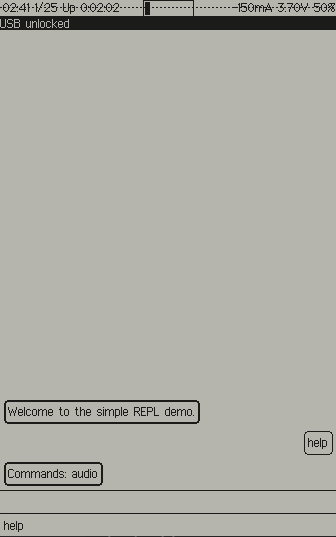 02:41 1/25 Up 0:02:02 -150mA 3.70V 50%
USB unlocked
Welcome to the simple REPL demo.
help
Commands: audio
help